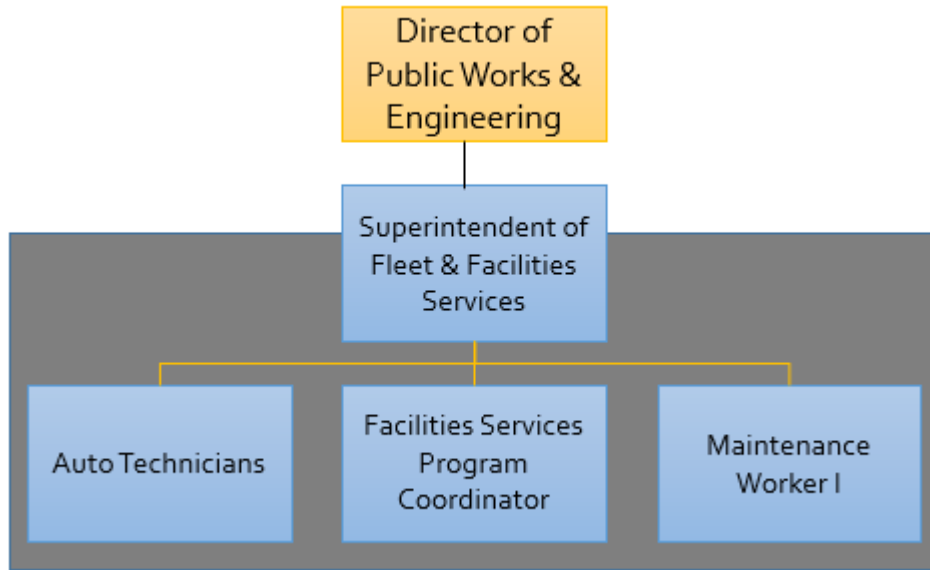 Director of
Public Works &
Engineering
Superintendent of
Fleet & Facilities
Services
Auto Technicians
Facilities Services
Program
Coordinator
Maintenance
Worker I